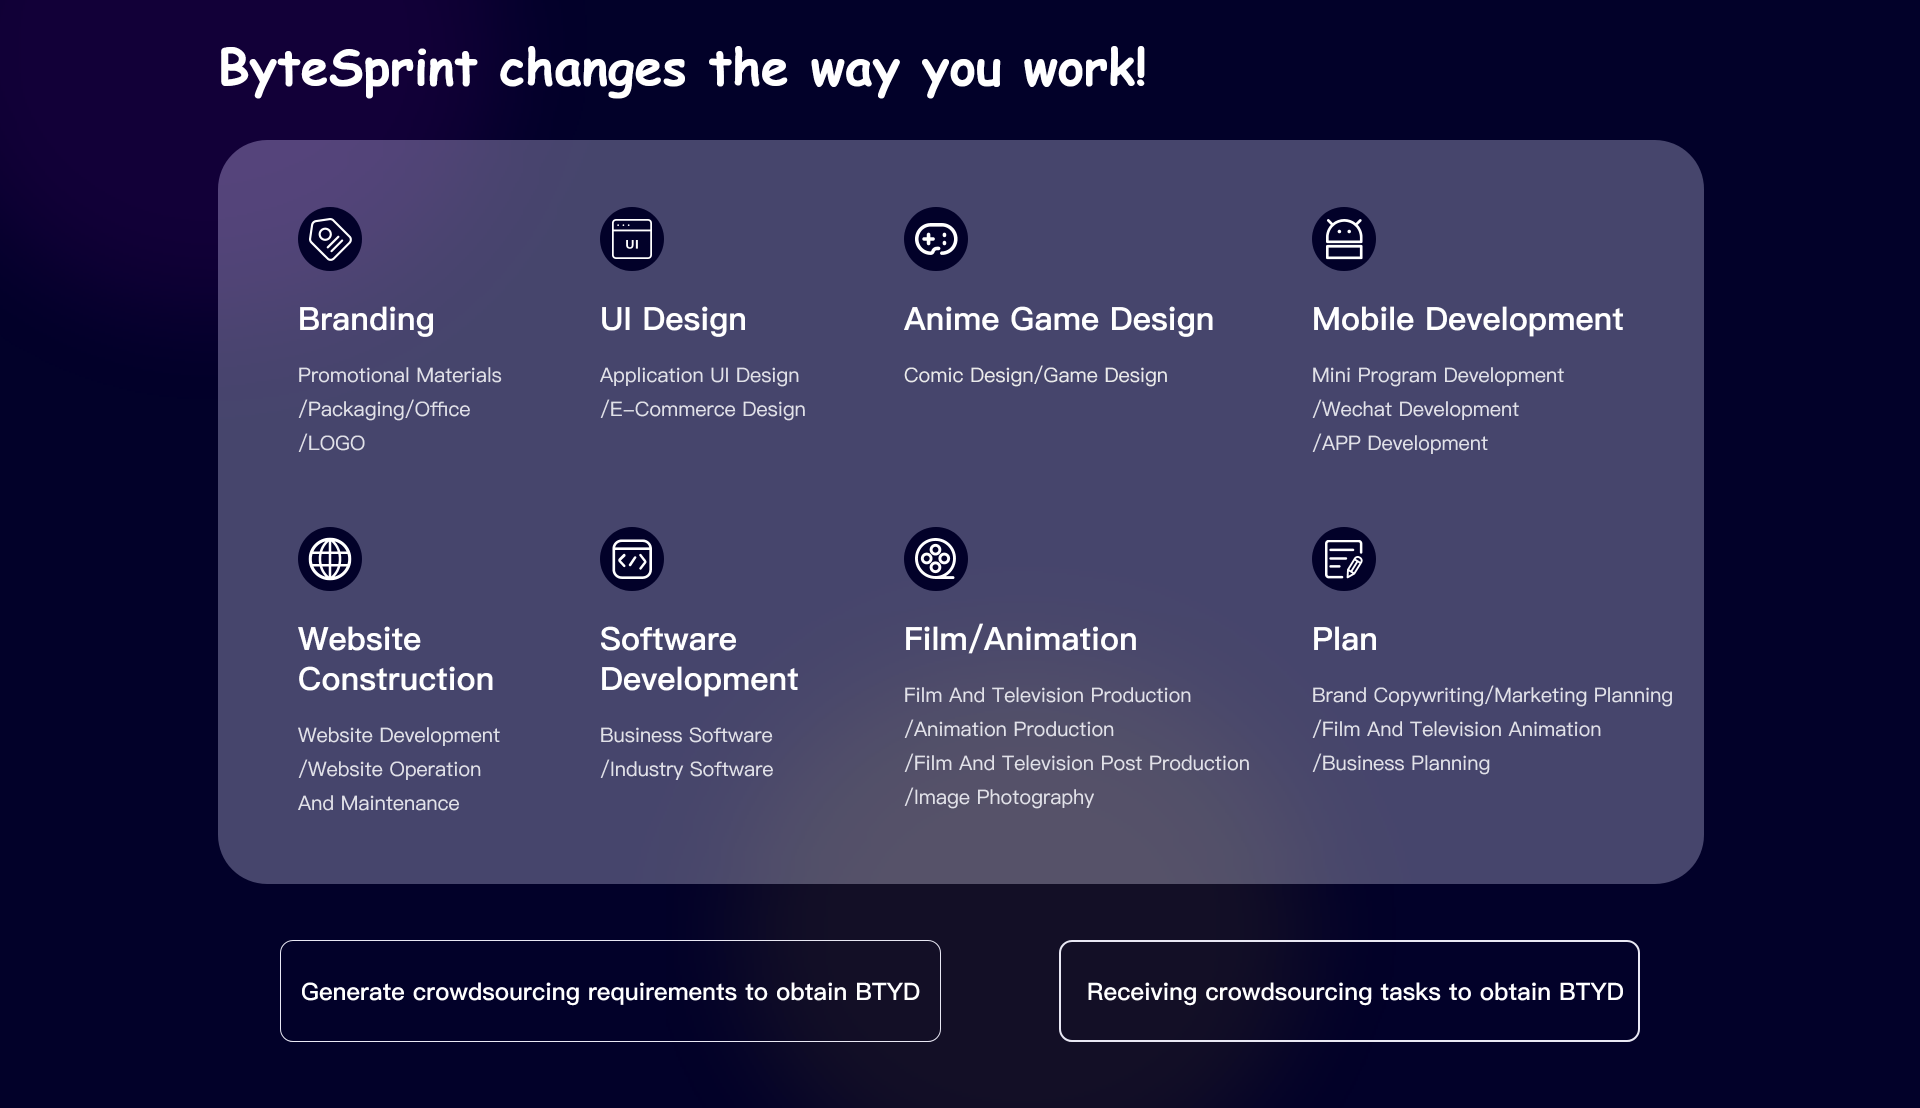 ByteSprint changes the way you work!
UI
Branding
Promotional Materials
/Packaging/Office
/LOGO
UI Design
Application UI Design
/E-Commerce Design
Anime Game Design
Comic Design/Game Design
Mobile Development
Mini Program Development
/Wechat Development
/APP Development
Website
Construction
Website Development
/Website Operation
And Maintenance
Software
Development
Business Software
/Industry Software
Film/Animation
Film And Television Production
/Animation Production
/Film And Television Post Production
/Image Photography
Plan
Brand Copywriting/Marketing Planning
/Film And Television Animation
/Business Planning
Generate crowdsourcing requirements to obtain BTYD
Receiving crowdsourcing tasks to obtain BTYD